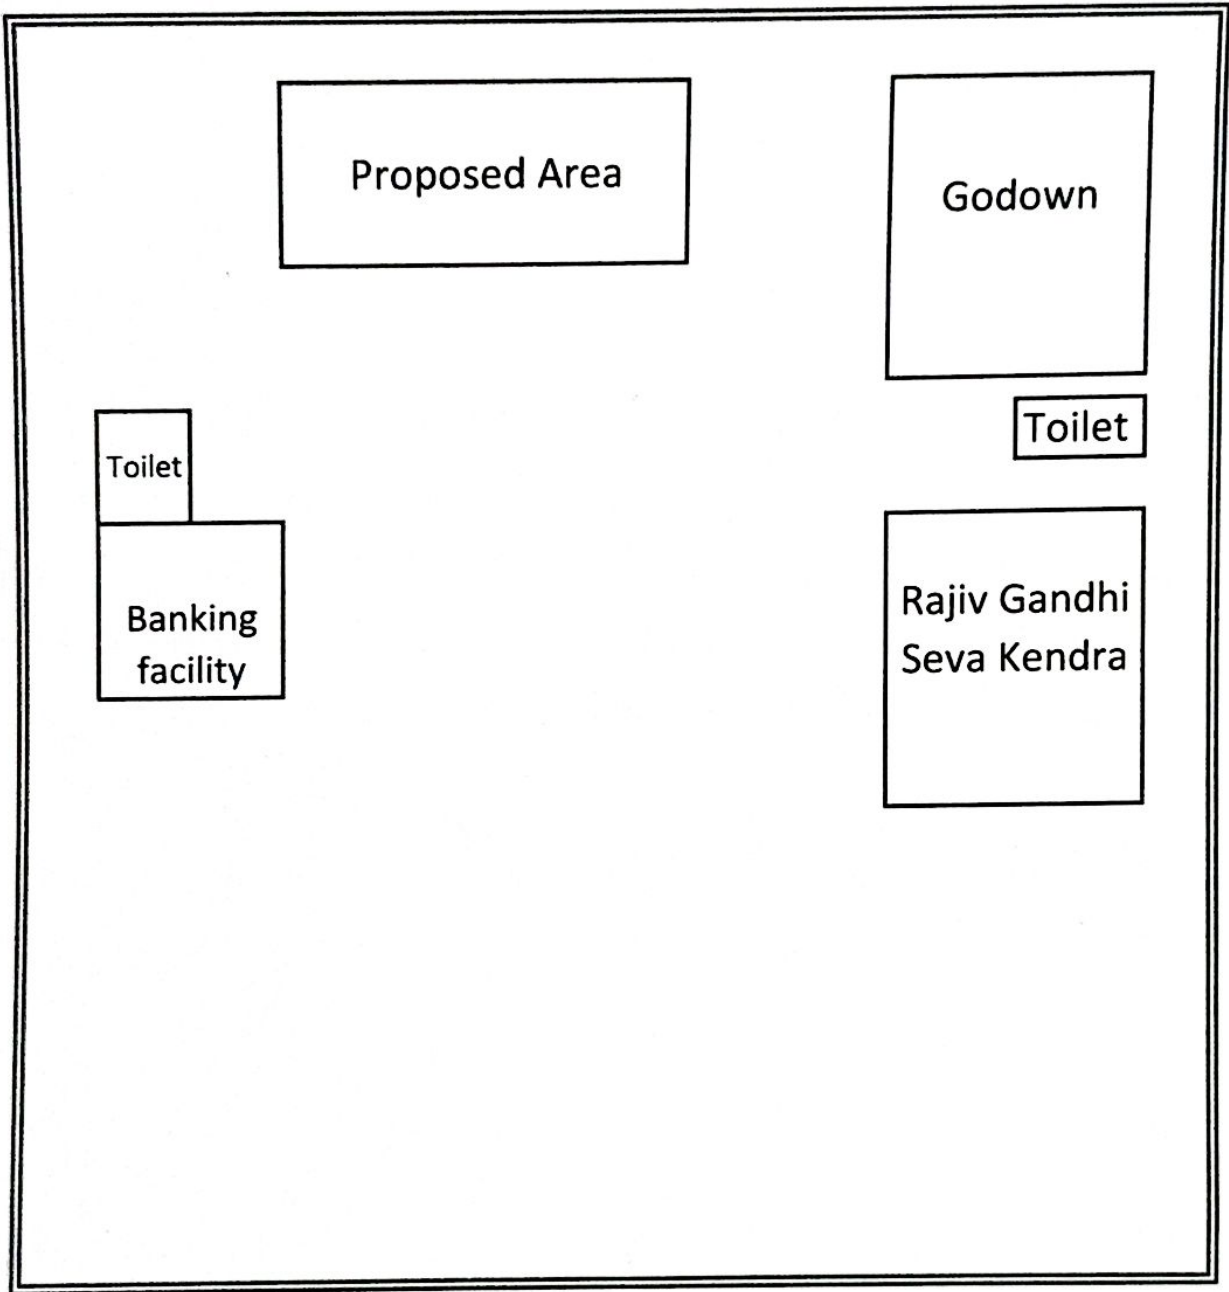 Proposed Area
Godown
Toilet
Toilet
Banking
facility
Rajiv Gandhi
Seva Kendra